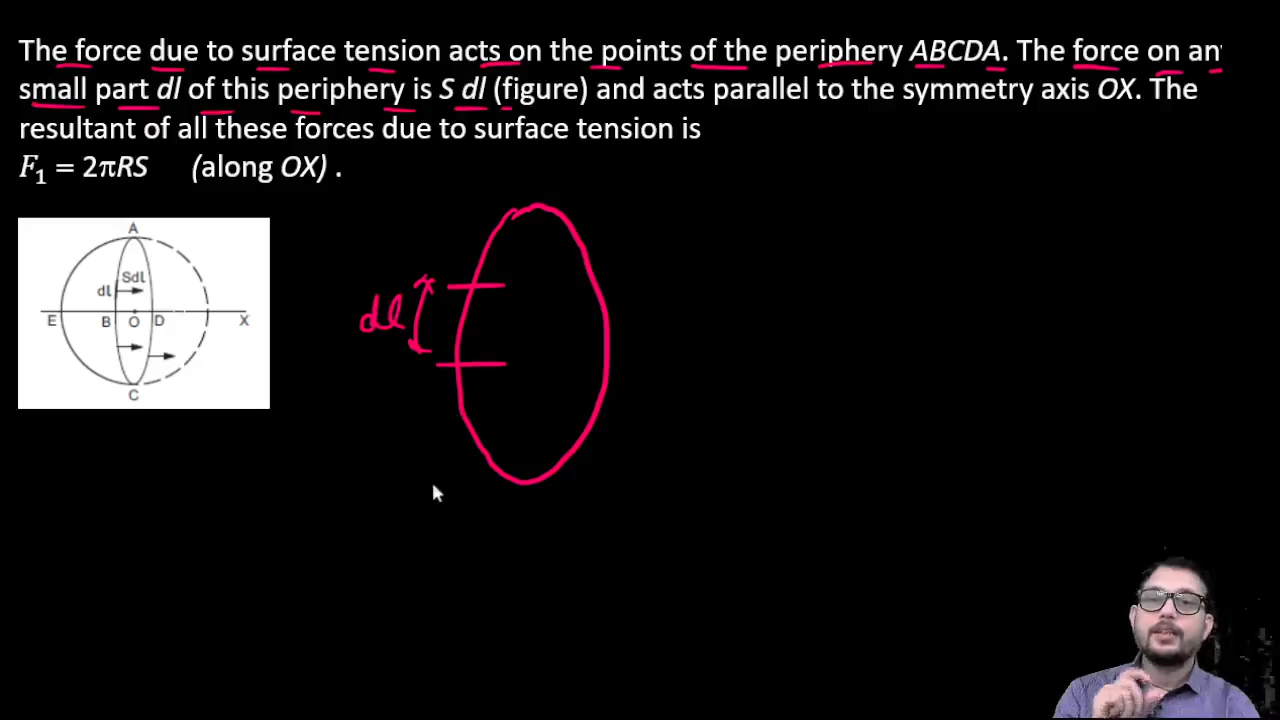 The force due to surface tension acts on the points of the periphery ABCDA. The force on an
small part dl of this periphery is S dl (figure) and acts parallel to the symmetry axis OX. The
resultant of all these forces due to surface tension is
F₁ = 2πRS (along OX) .
A
Sdl
dl
E B O D X
C
dl